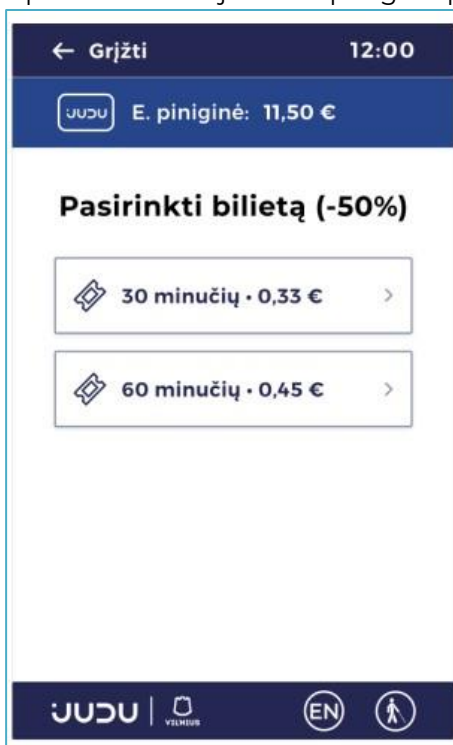 ← Grįžti 12:00
JUDU E. piniginė: 11,50 €
Pasirinkti bilietą (-50%)
30 minučių • 0,33 € >
60 minučių • 0,45 € >
JUDU | VILNIUS EN